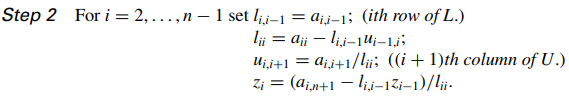 Step 2 For i = 2, . . . , n − 1 set l_{i,i−1} = a_{i,i−1}; (ith row of L.)
l_{ii} = a_{ii} − l_{i,i−1}u_{i−1,i};
u_{i,i+1} = a_{i,i+1}/l_{ii}; ((i + 1)th column of U.)
z_i = (a_{i,n+1} − l_{i,i−1}z_{i−1})/l_{ii}.